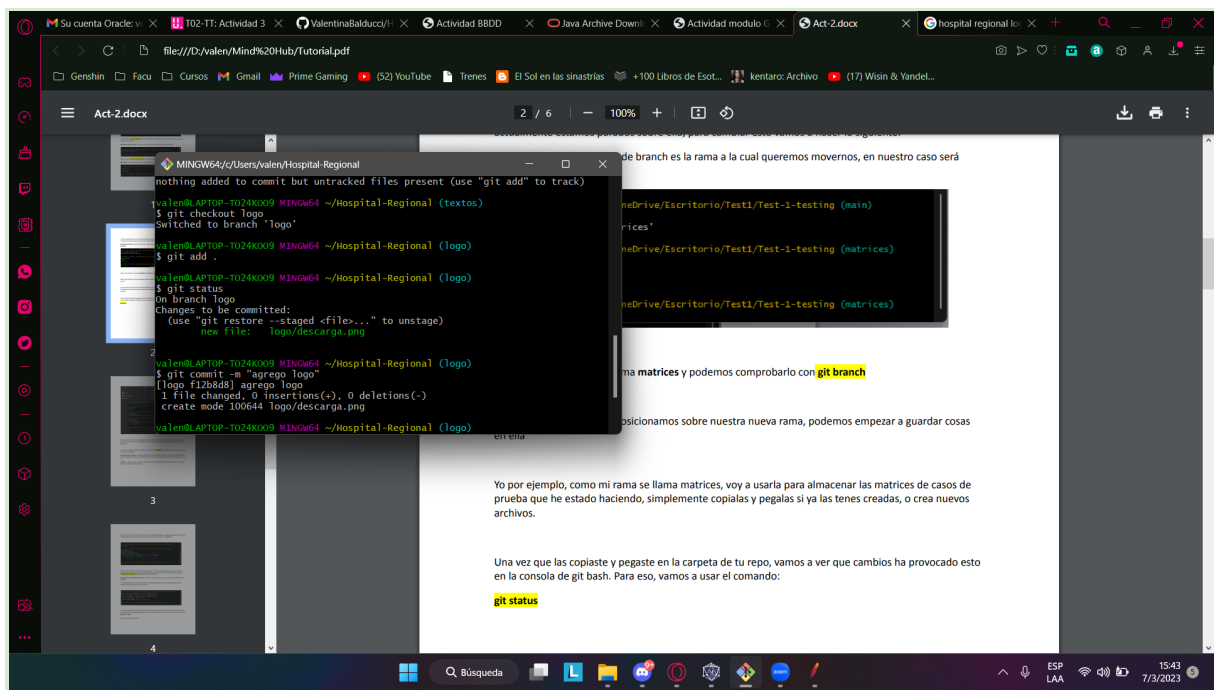 Su cuenta Oracle: v
T02-TT: Actividad 3
ValentinaBalducci/H
Actividad BBDD
Java Archive Downl
Actividad modulo G
Act-2.docx
hospital regional lo
file:///D:/valen/Mind%20Hub/Tutorial.pdf
Genshin
Facu
Cursos
Gmail
Prime Gaming
(52) YouTube
Trenes
El Sol en las sinastrías
+100 Libros de Esot...
kentaro: Archivo
(17) Wisin & Yandel...
Act-2.docx
2 / 6
100%
MINGW64:/c/Users/valen/Hospital-Regional
nothing added to commit but untracked files present (use "git add" to track)
valen@LAPTOP-TO24KOO9 MINGW64 ~/Hospital-Regional (textos)
$ git checkout logo
Switched to branch 'logo'
valen@LAPTOP-TO24KOO9 MINGW64 ~/Hospital-Regional (logo)
$ git add .
valen@LAPTOP-TO24KOO9 MINGW64 ~/Hospital-Regional (logo)
$ git status
On branch logo
Changes to be committed:
(use "git restore --staged <file>..." to unstage)
new file: logo/descarga.png
valen@LAPTOP-TO24KOO9 MINGW64 ~/Hospital-Regional (logo)
$ git commit -m "agrego logo"
[logo f12b8d8] agrego logo
1 file changed, 0 insertions(+), 0 deletions(-)
create mode 100644 logo/descarga.png
valen@LAPTOP-TO24KOO9 MINGW64 ~/Hospital-Regional (logo)
de branch es la rama a la cual queremos movernos, en nuestro caso será
neDrive/Escritorio/Test1/Test-1-testing (main)
rices'
neDrive/Escritorio/Test1/Test-1-testing (matrices)
neDrive/Escritorio/Test1/Test-1-testing (matrices)
ma matrices y podemos comprobarlo con git branch
osicionamos sobre nuestra nueva rama, podemos empezar a guardar cosas
en ella
Yo por ejemplo, como mi rama se llama matrices, voy a usarla para almacenar las matrices de casos de
prueba que he estado haciendo, simplemente copialas y pegalas si ya las tenes creadas, o crea nuevos
archivos.
Una vez que las copiaste y pegaste en la carpeta de tu repo, vamos a ver que cambios ha provocado esto
en la consola de git bash. Para eso, vamos a usar el comando:
git status
1
2
3
4
Búsqueda
ESP
LAA
15:43
7/3/2023
5